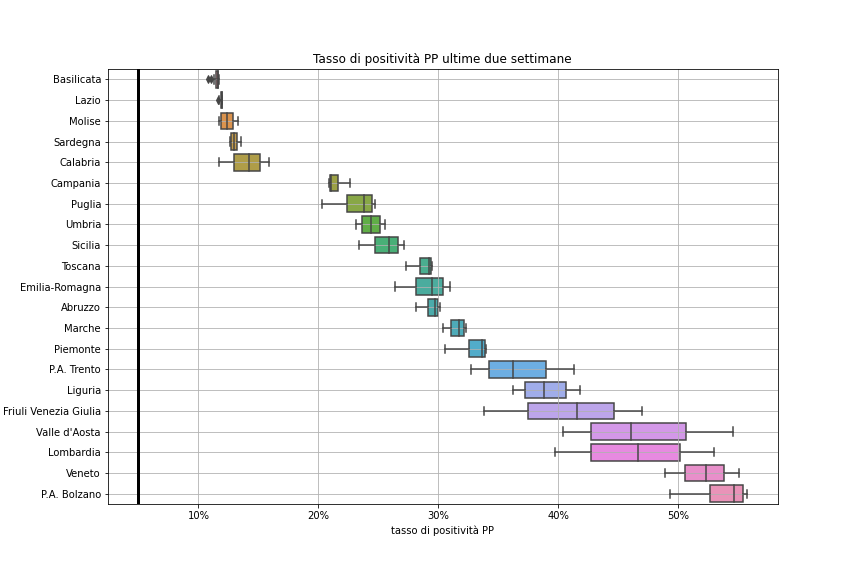 Tasso di positività PP ultime due settimane
Basilicata
Lazio
Molise
Sardegna
Calabria
Campania
Puglia
Umbria
Sicilia
Toscana
Emilia-Romagna
Abruzzo
Marche
Piemonte
P.A. Trento
Liguria
Friuli Venezia Giulia
Valle d'Aosta
Lombardia
Veneto
P.A. Bolzano
10% 20% 30% 40% 50%
tasso di positività PP